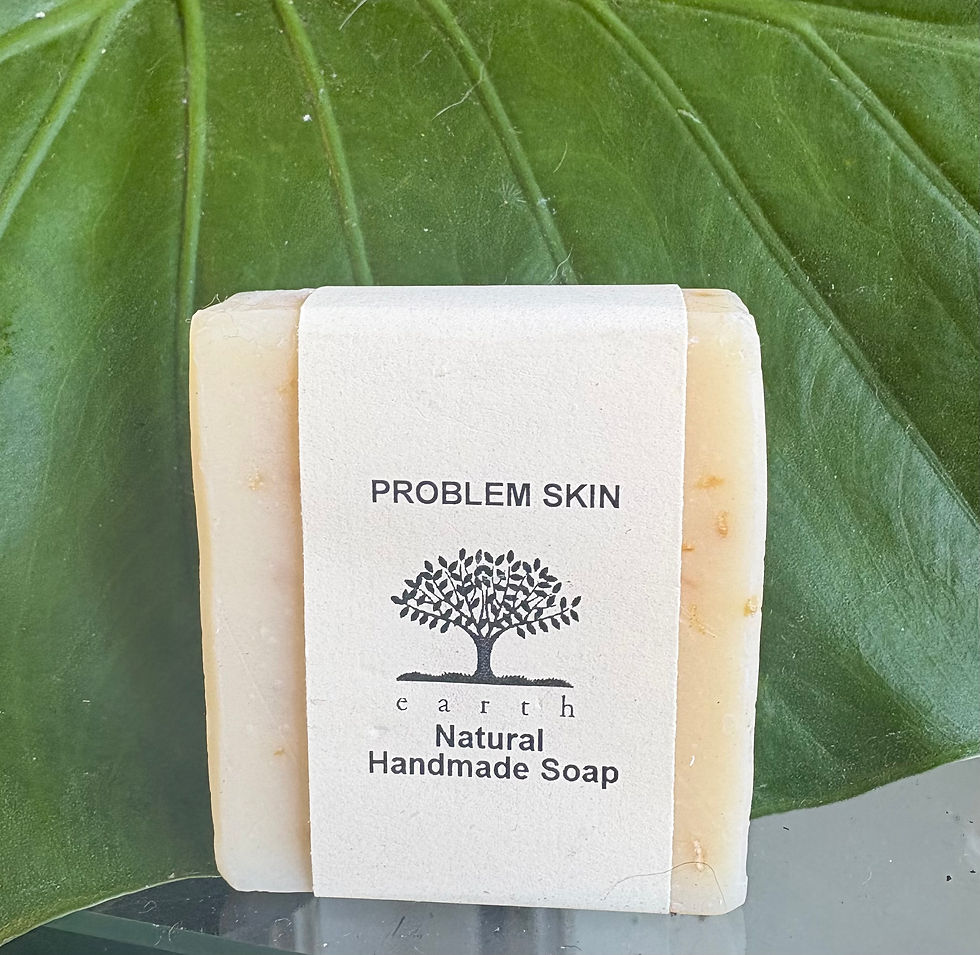 PROBLEM SKIN
earth
Natural
Handmade Soap